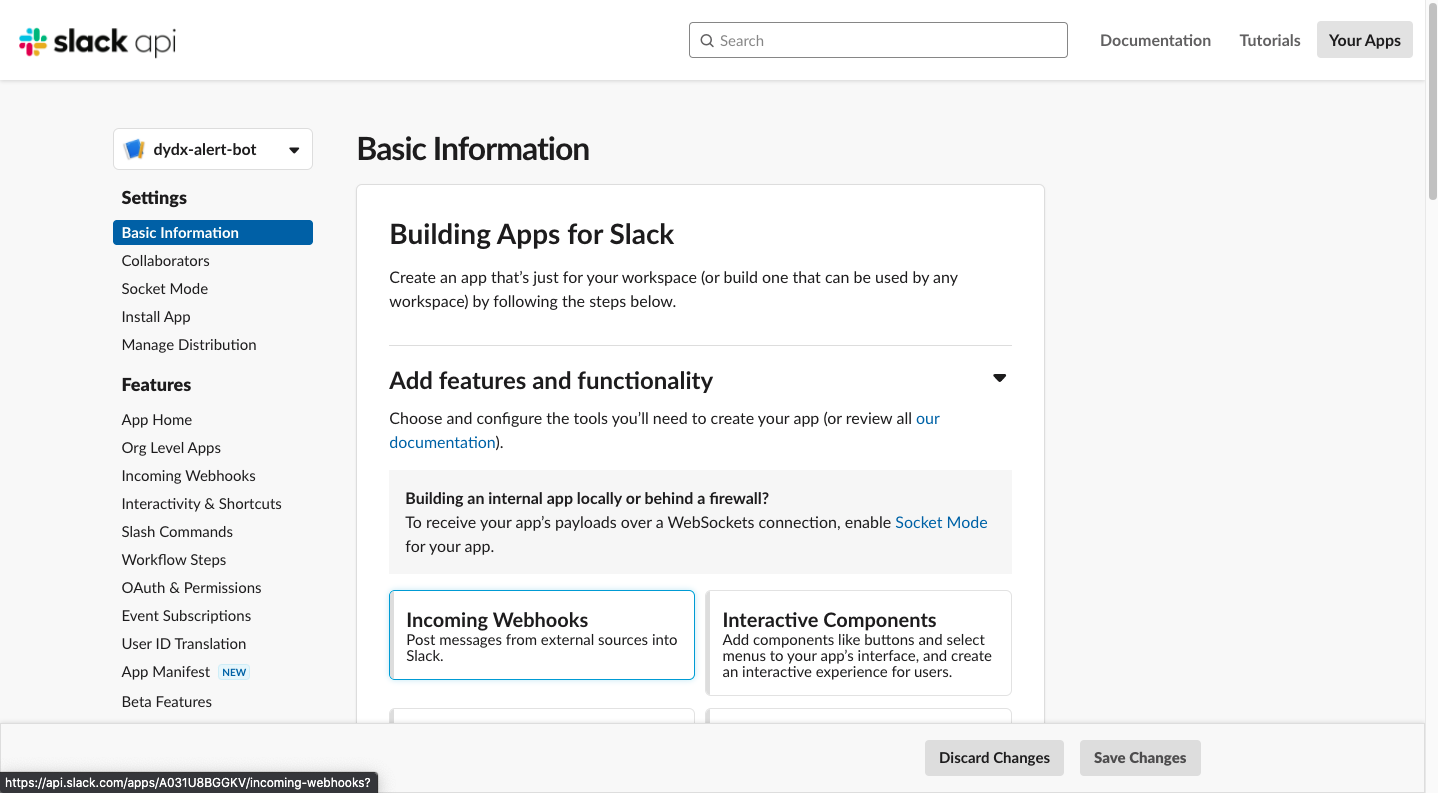 slack api
Search
Documentation
Tutorials
Your Apps
dydx-alert-bot
Settings
Basic Information
Collaborators
Socket Mode
Install App
Manage Distribution
Features
App Home
Org Level Apps
Incoming Webhooks
Interactivity & Shortcuts
Slash Commands
Workflow Steps
OAuth & Permissions
Event Subscriptions
User ID Translation
App Manifest NEW
Beta Features
Basic Information
Building Apps for Slack
Create an app that’s just for your workspace (or build one that can be used by any
workspace) by following the steps below.
Add features and functionality
Choose and configure the tools you’ll need to create your app (or review all our
documentation).
Building an internal app locally or behind a firewall?
To receive your app’s payloads over a WebSockets connection, enable Socket Mode
for your app.
Incoming Webhooks
Post messages from external sources into
Slack.
Interactive Components
Add components like buttons and select
menus to your app’s interface, and create
an interactive experience for users.
Discard Changes
Save Changes
https://api.slack.com/apps/A031U8BGGKV/incoming-webhooks?